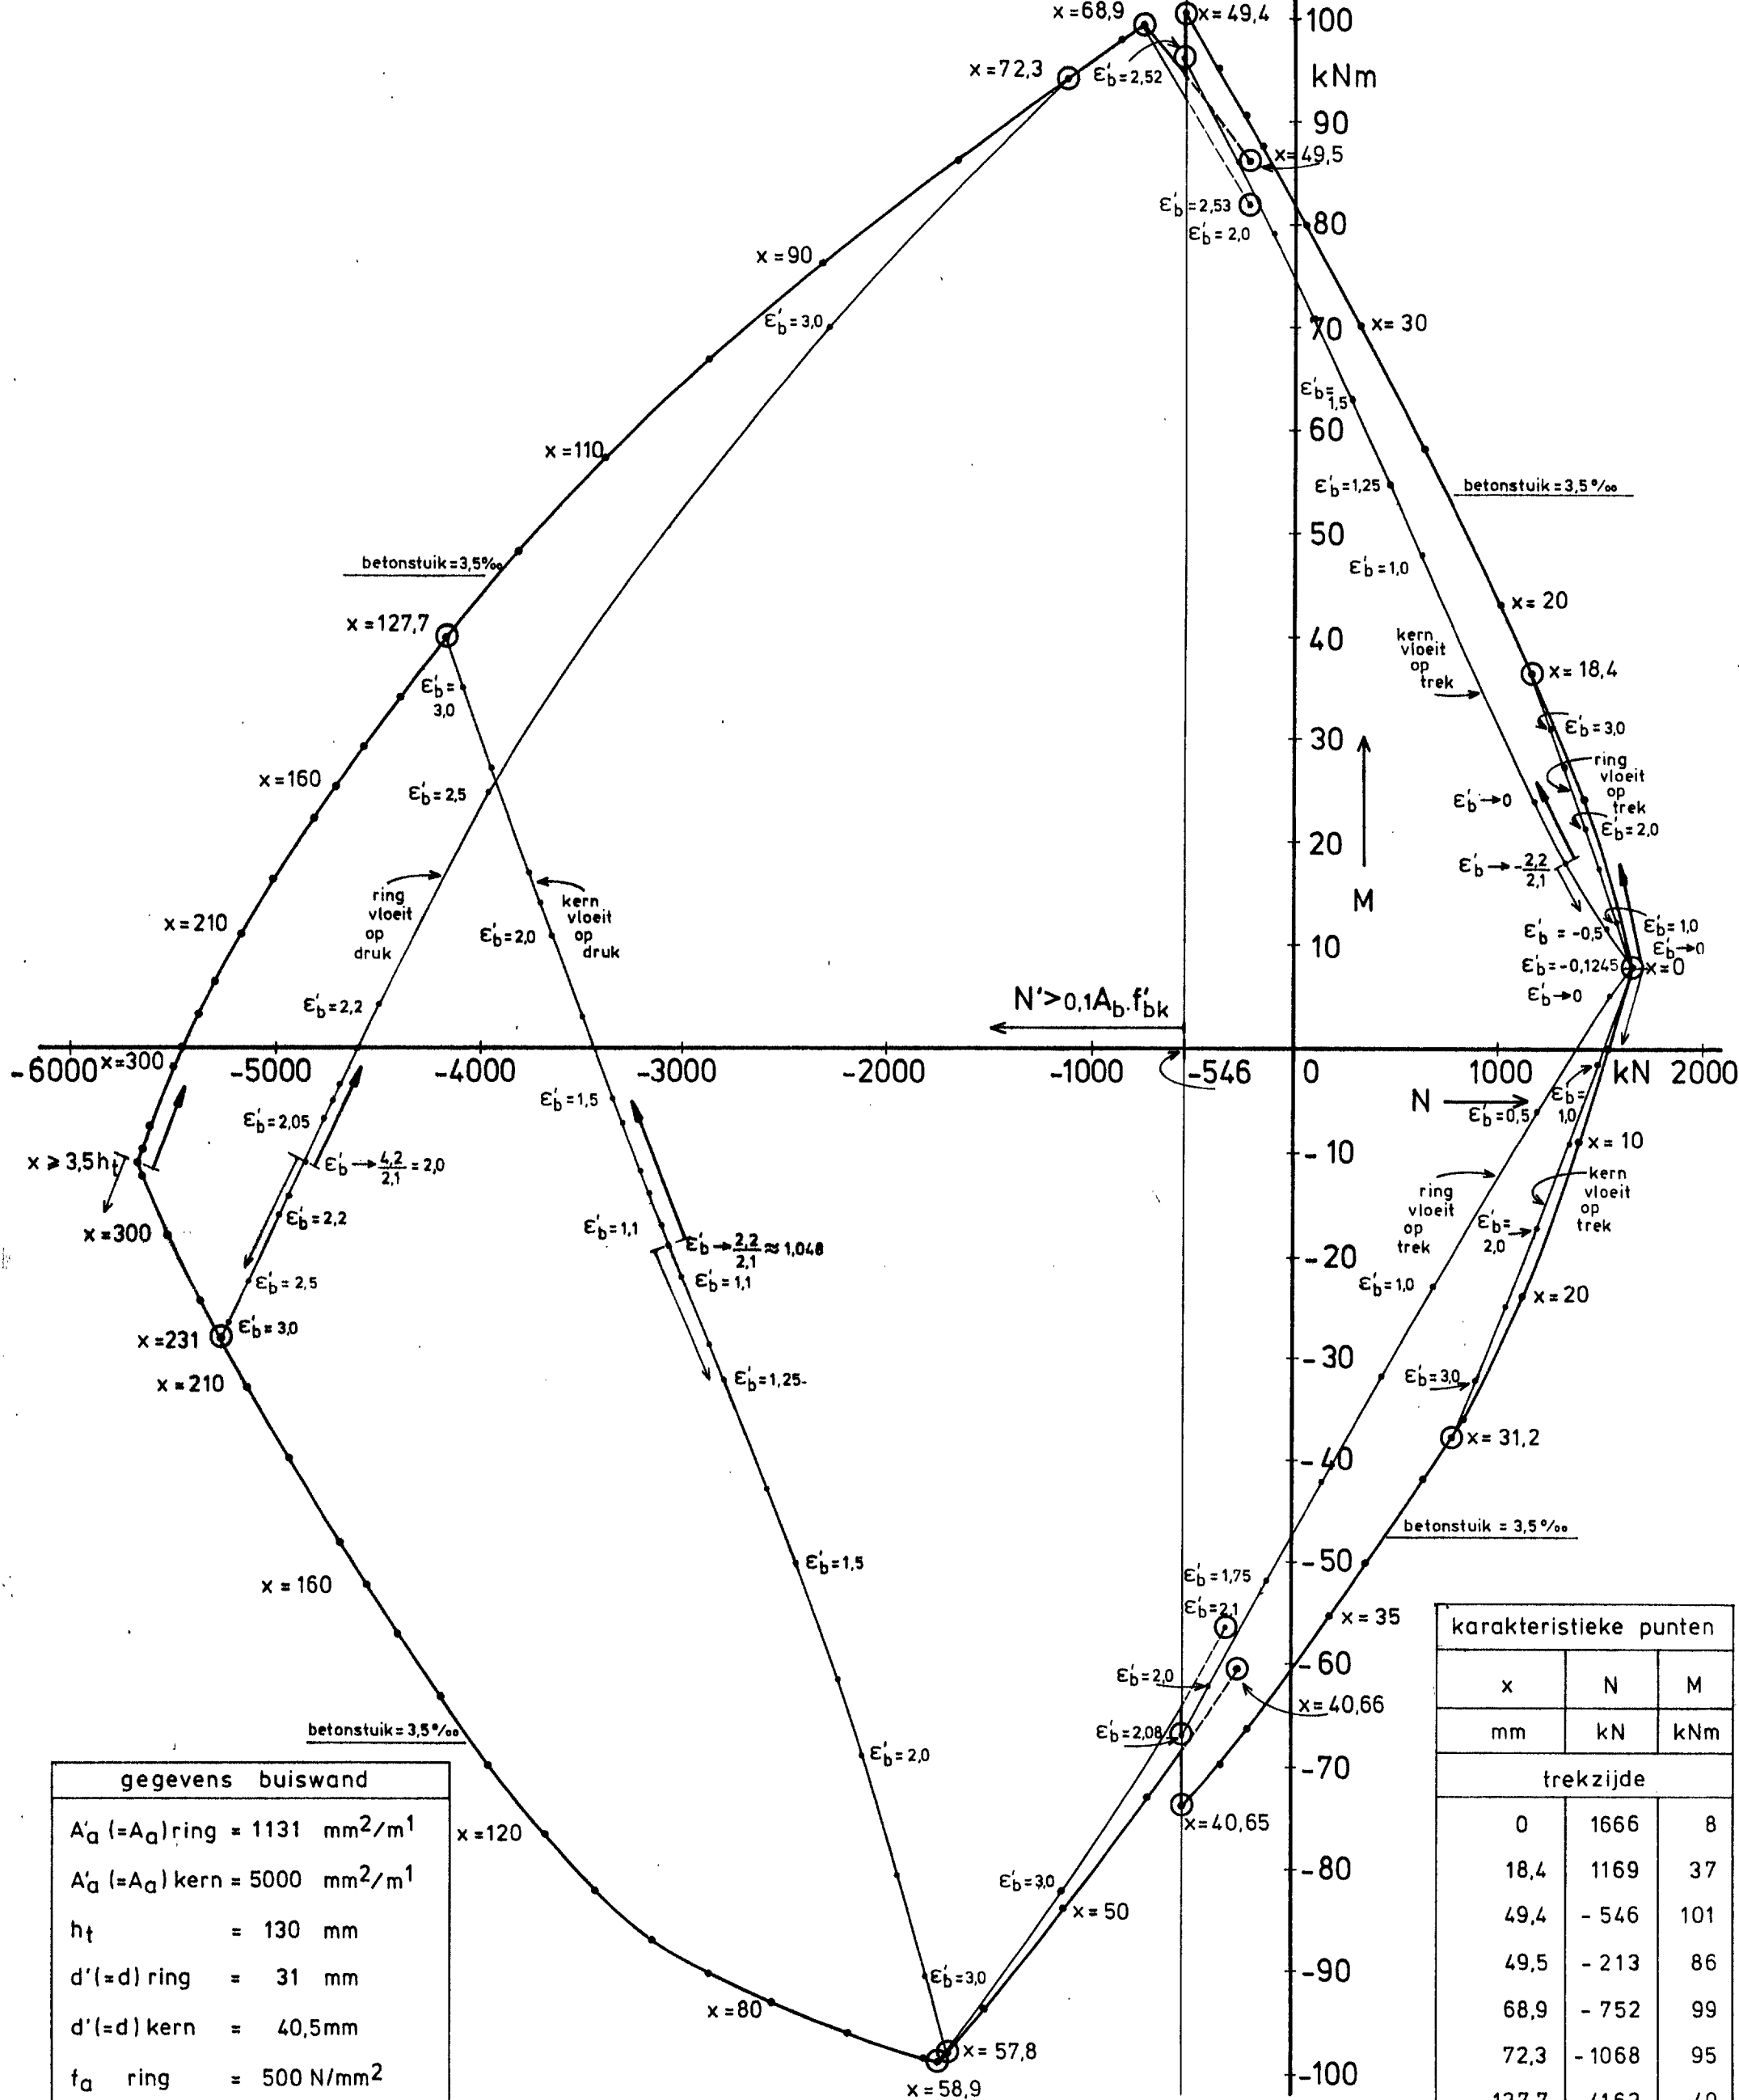 x=68,9
x=49,4
100
kNm
x=72,3
ε'b=2,52
90
x=49,5
ε'b=2,53
ε'b=2,0
80
x=90
ε'b=3,0
70
x=30
ε'b=
1,5
60
x=110
ε'b=1,25
betonstuik=3,5‰
50
ε'b=1,0
betonstuik=3,5‰
x=20
x=127,7
40
kern
vloeit
op
trek
x=18,4
ε'b=
3,0
ε'b=3,0
30
x=160
ε'b=2,5
ring
vloeit
op
trek
ε'b→0
ε'b=2,0
20
ε'b→-2,2/2,1
M
ring
vloeit
op
druk
kern
vloeit
op
druk
x=210
ε'b=2,0
10
ε'b=-0,5
ε'b=1,0
ε'b→0
ε'b=-0,1245
x=0
ε'b→0
N'>0,1Ab.f'bk
ε'b=2,2
x=300
-6000
-5000
-4000
-3000
-2000
-1000
-546
0
1000
kN
2000
ε'b=1,5
N
ε'b=0,5
ε'b=
1,0
ε'b=2,05
x=10
-10
x⩾3,5ht
ε'b→4,2/2,1=2,0
ring
vloeit
op
trek
kern
vloeit
op
trek
ε'b=2,2
ε'b=1,1
x=300
ε'b→2,2/2,1≈1,048
ε'b=
2,0
-20
ε'b=2,5
ε'b=1,1
ε'b=1,0
x=20
ε'b=3,0
x=231
-30
x=210
ε'b=1,25
ε'b=3,0
x=31,2
-40
betonstuik=3,5‰
-50
ε'b=1,5
x=160
ε'b=1,75
ε'b=2,1
x=35
-60
ε'b=2,0
x=40,66
betonstuik=3,5‰
ε'b=2,08
ε'b=2,0
-70
x=40,65
x=120
-80
ε'b=3,0
x=50
-90
ε'b=3,0
x=80
x=57,8
-100
x=58,9
gegevens buiswand
A'a (=Aa) ring = 1131 mm2/m1
A'a (=Aa) kern = 5000 mm2/m1
ht = 130 mm
d'(=d) ring = 31 mm
d'(=d) kern = 40,5mm
fa ring = 500 N/mm2
karakteristieke punten
x N M
mm kN kNm
trekzijde
0 1666 8
18,4 1169 37
49,4 -546 101
49,5 -213 86
68,9 -752 99
72,3 -1068 95